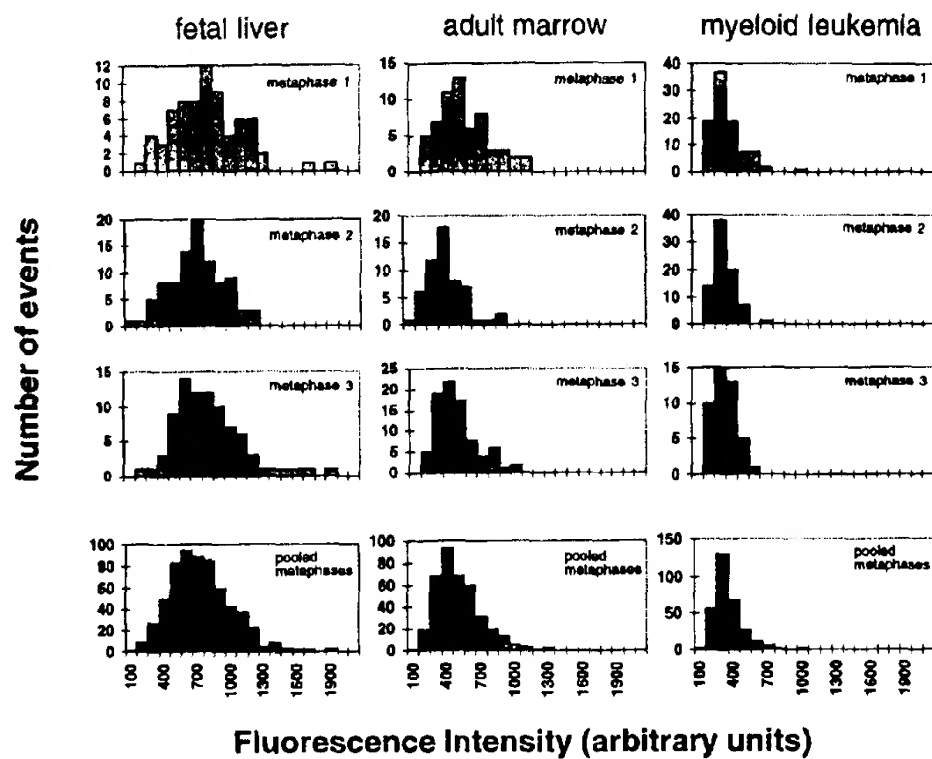 fetal liver
adult marrow
myeloid leukemia
Number of events
12
10
8
6
4
2
0
metaphase 1
15
10
5
0
metaphase 1
40
30
20
10
0
metaphase 1
20
15
10
5
0
metaphase 2
20
15
10
5
0
metaphase 2
40
30
20
10
0
metaphase 2
15
10
5
0
metaphase 3
25
20
15
10
5
0
metaphase 3
15
10
5
0
metaphase 3
100
80
60
40
20
0
pooled
metaphases
100
80
60
40
20
0
pooled
metaphases
150
100
50
0
pooled
metaphases
100 400 700 1000 1300 1600 1900
100 400 700 1000 1300 1600 1900
100 400 700 1000 1300 1600 1900
Fluorescence Intensity (arbitrary units)